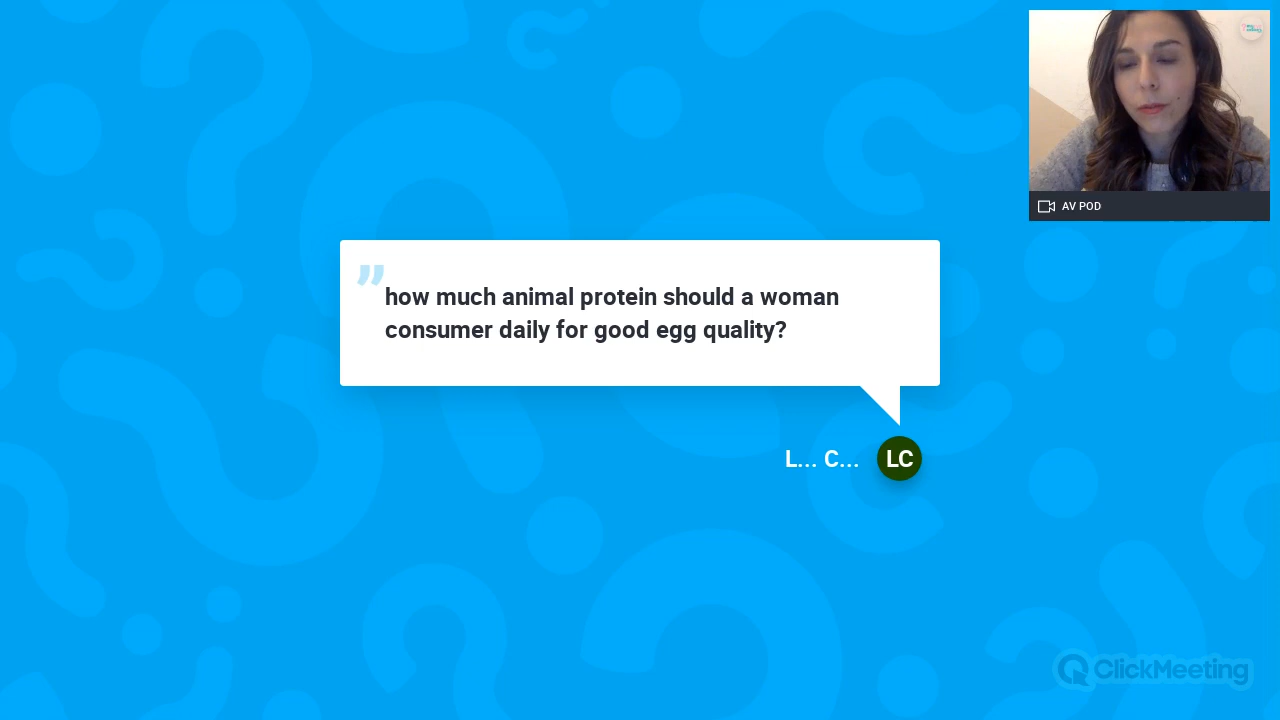 AV POD
"
how much animal protein should a woman
consumer daily for good egg quality?
L... C...
LC
ClickMeeting